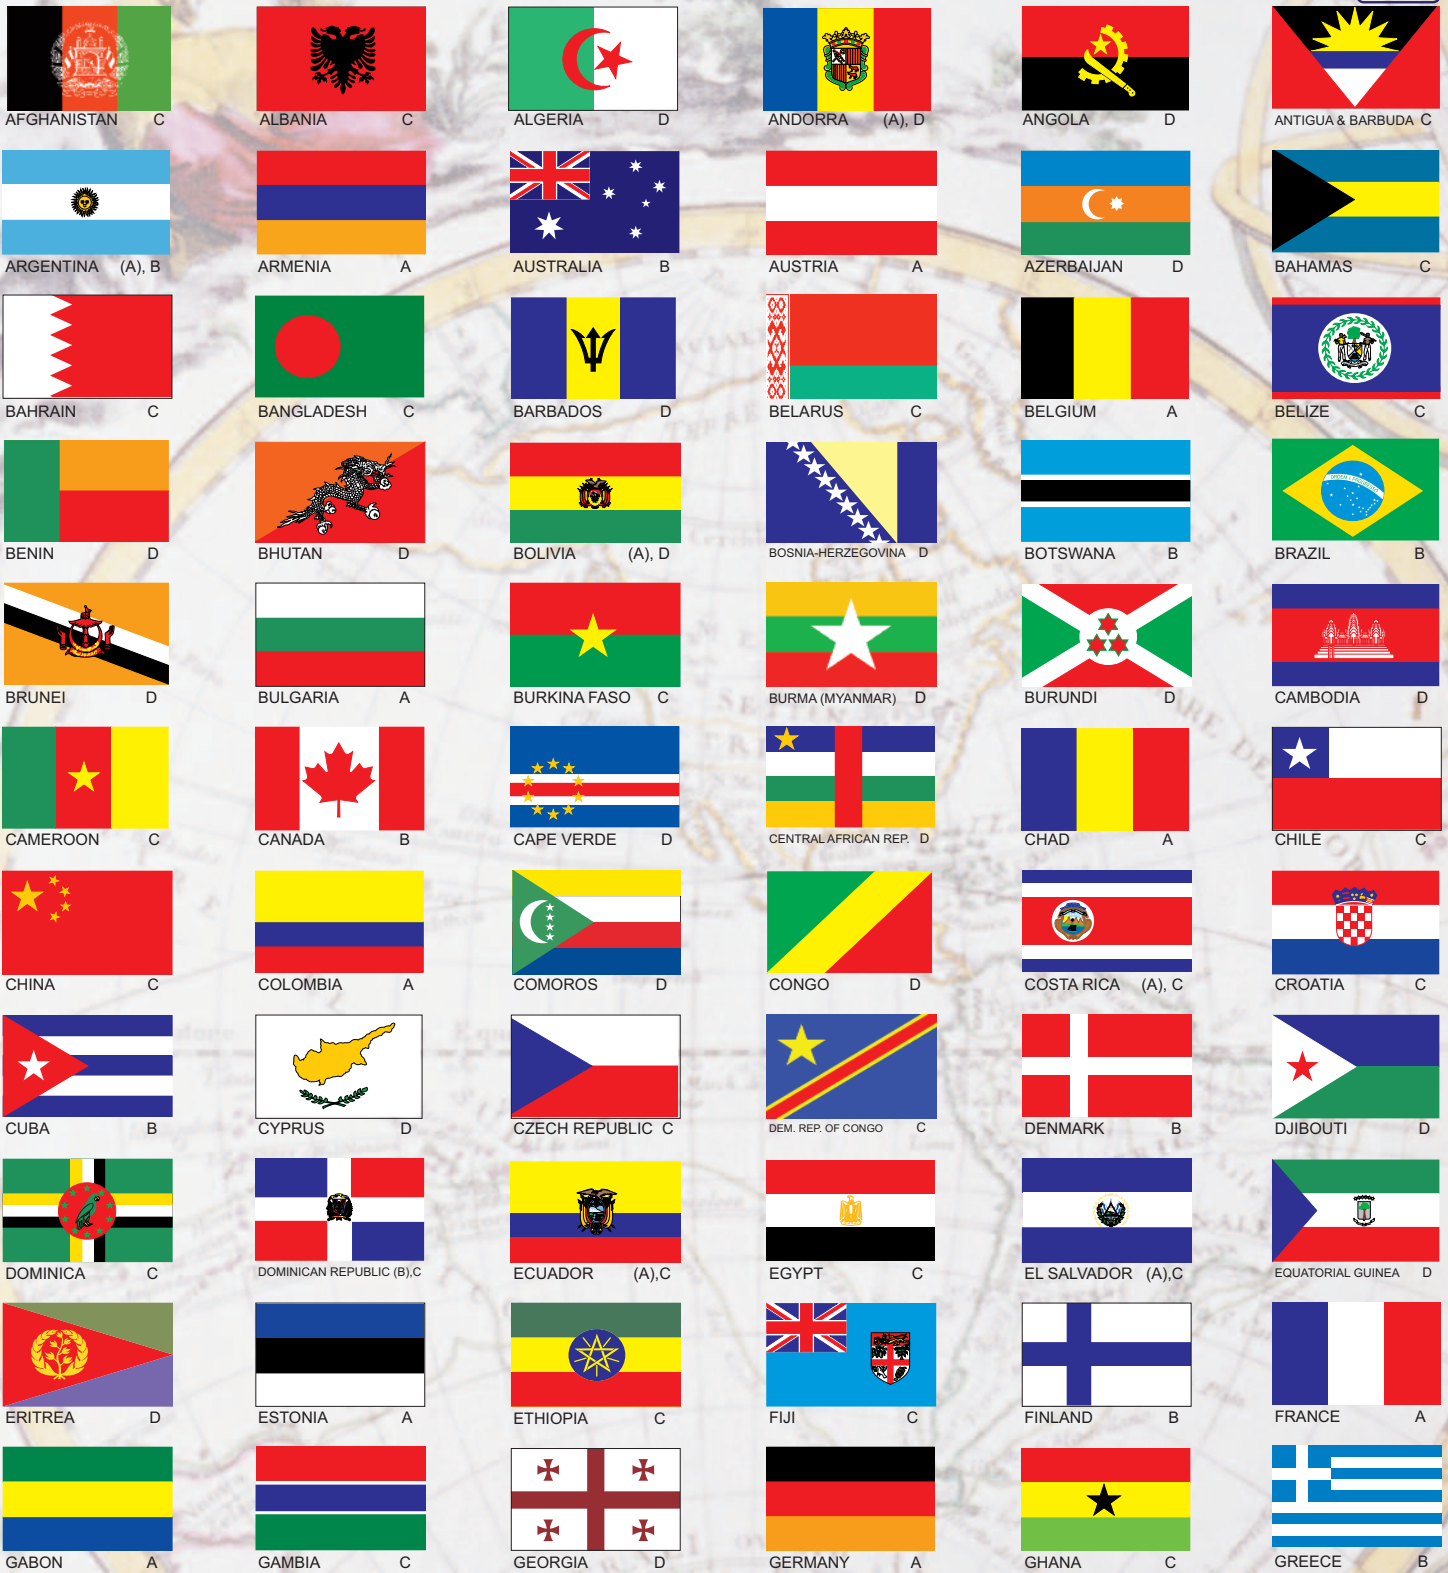 AFGHANISTAN C
ALBANIA C
ALGERIA D
ANDORRA (A), D
ANGOLA D
ANTIGUA & BARBUDA C
ARGENTINA (A), B
ARMENIA A
AUSTRALIA B
AUSTRIA A
AZERBAIJAN D
BAHAMAS C
BAHRAIN C
BANGLADESH C
BARBADOS D
BELARUS C
BELGIUM A
BELIZE C
BENIN D
BHUTAN D
BOLIVIA (A), D
BOSNIA-HERZEGOVINA D
BOTSWANA B
BRAZIL B
BRUNEI D
BULGARIA A
BURKINA FASO C
BURMA (MYANMAR) D
BURUNDI D
CAMBODIA D
CAMEROON C
CANADA B
CAPE VERDE D
CENTRAL AFRICAN REP. D
CHAD A
CHILE C
CHINA C
COLOMBIA A
COMOROS D
CONGO D
COSTA RICA (A), C
CROATIA C
CUBA B
CYPRUS D
CZECH REPUBLIC C
DEM. REP. OF CONGO C
DENMARK B
DJIBOUTI D
DOMINICA C
DOMINICAN REPUBLIC (B),C
ECUADOR (A),C
EGYPT C
EL SALVADOR (A),C
EQUATORIAL GUINEA D
ERITREA D
ESTONIA A
ETHIOPIA C
FIJI C
FINLAND B
FRANCE A
GABON A
GAMBIA C
GEORGIA D
GERMANY A
GHANA C
GREECE B